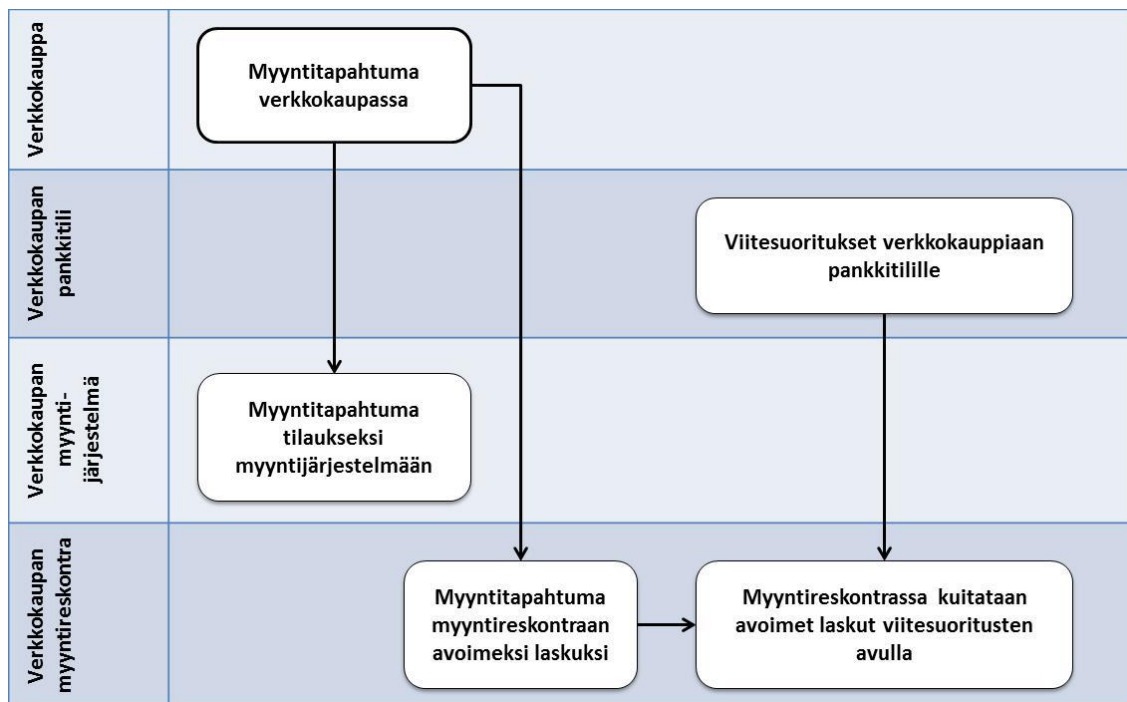 Verkkokauppa
Myyntitapahtuma
verkkokaupassa
Verkkokaupan
pankkitili
Viitesuoritukset verkkokauppiaan
pankkitilille
Verkkokaupan
myynti-
järjestelmä
Myyntitapahtuma
tilaukseksi
myyntijärjestelmään
Verkkokaupan
myyntireskontra
Myyntitapahtuma
myyntireskontraan
avoimeksi laskuksi
Myyntireskontrassa kuitataan
avoimet laskut viitesuoritusten
avulla